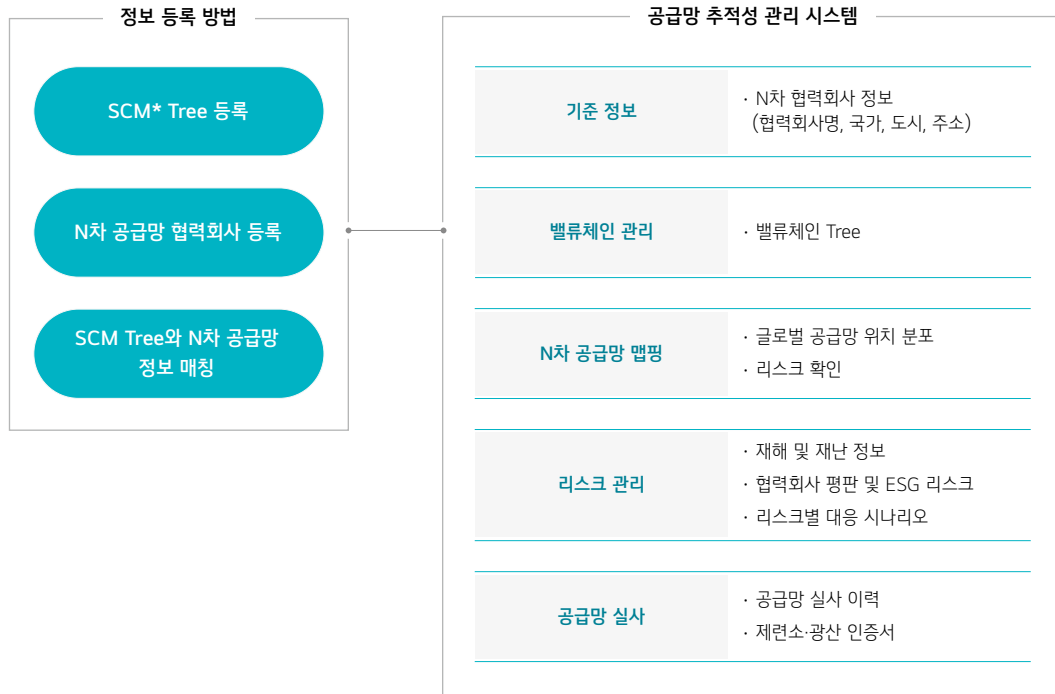 정보 등록 방법
SCM* Tree 등록
N차 공급망 협력회사 등록
SCM Tree와 N차 공급망
정보 매칭
공급망 추적성 관리 시스템
기준 정보
· N차 협력회사 정보
(협력회사명, 국가, 도시, 주소)
밸류체인 관리
· 밸류체인 Tree
N차 공급망 맵핑
· 글로벌 공급망 위치 분포
· 리스크 확인
리스크 관리
· 재해 및 재난 정보
· 협력회사 평판 및 ESG 리스크
· 리스크별 대응 시나리오
공급망 실사
· 공급망 실사 이력
· 제련소·광산 인증서